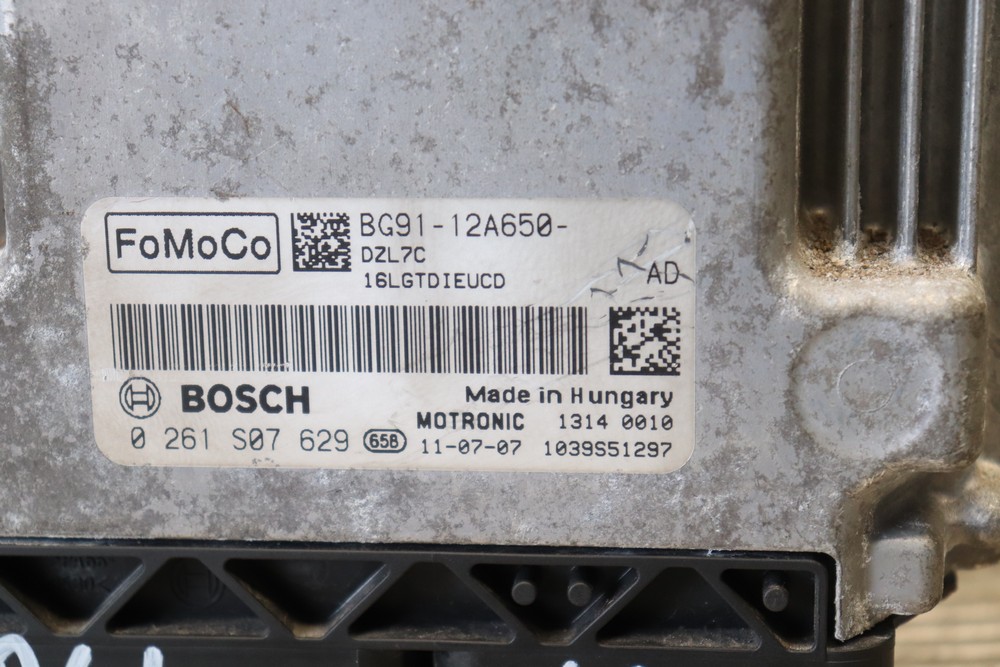 FoMoCo BG91-12A650-
DZL7C
16LGTDIEUCD
AD
BOSCH Made in Hungary
MOTRONIC 1314 0010
0 261 S07 629 65B 11-07-07 1039S51297